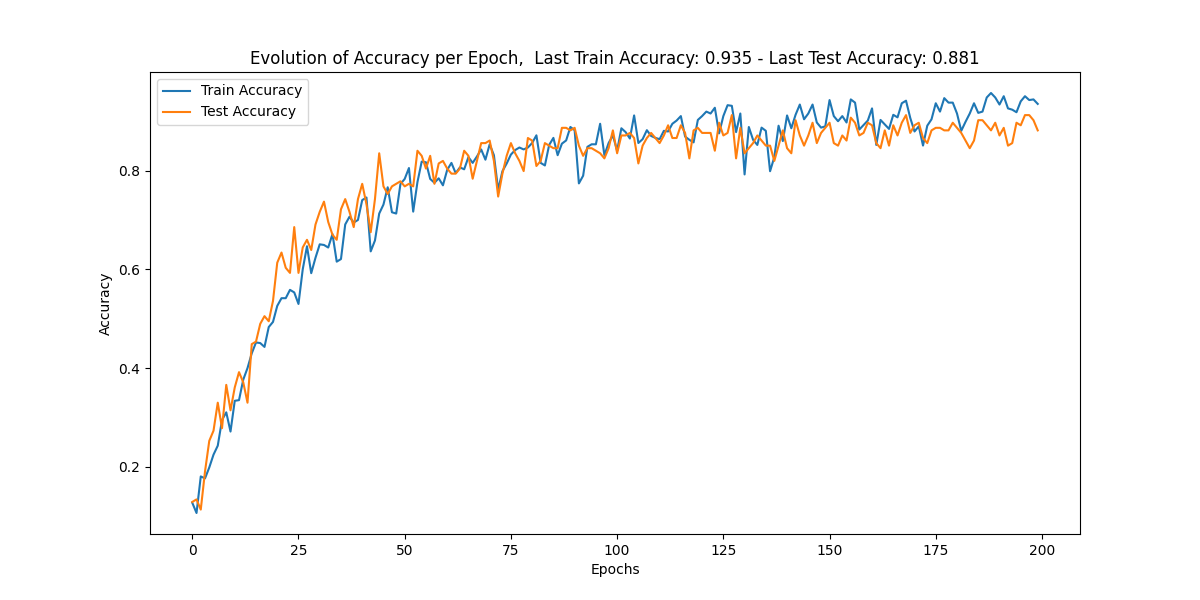 Evolution of Accuracy per Epoch,  Last Train Accuracy: 0.935 - Last Test Accuracy: 0.881
Train Accuracy
Test Accuracy
0.8
0.6
0.4
0.2
Accuracy
0 25 50 75 100 125 150 175 200
Epochs